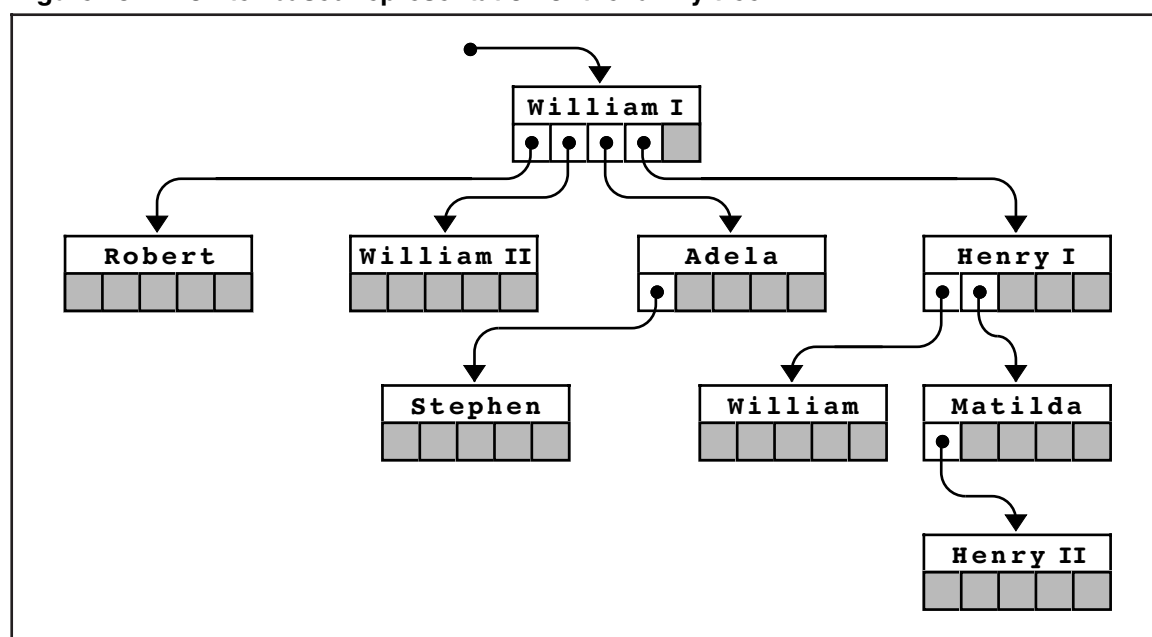 William I
Robert
William II
Adela
Henry I
Stephen
William
Matilda
Henry II